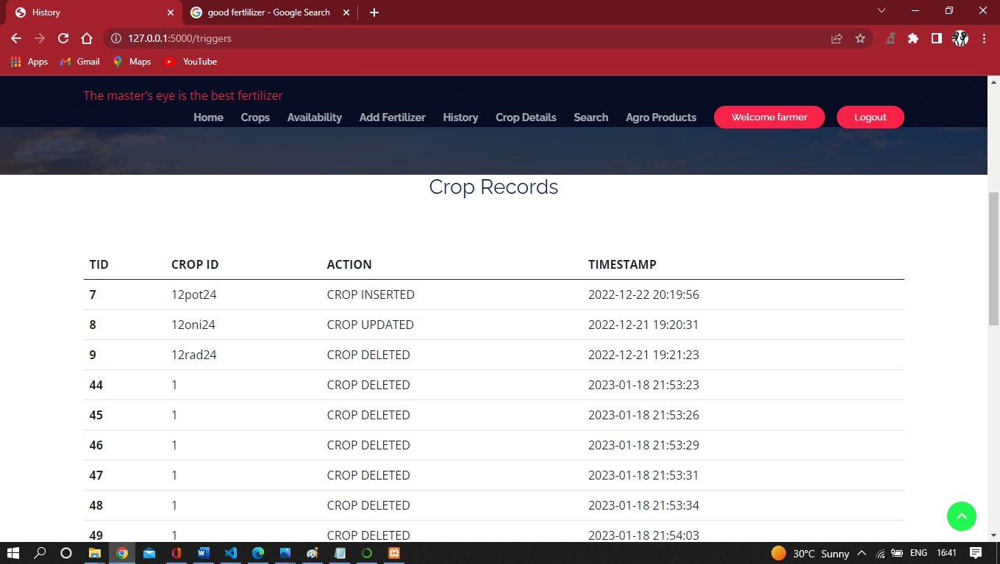 History
good fertlilizer - Google Search
127.0.0.1:5000/triggers
Apps Gmail Maps YouTube
The master's eye is the best fertilizer
Home Crops Availability Add Fertilizer History Crop Details Search Agro Products Welcome farmer Logout
Crop Records
TID CROP ID ACTION TIMESTAMP
7 12pot24 CROP INSERTED 2022-12-22 20:19:56
8 12oni24 CROP UPDATED 2022-12-21 19:20:31
9 12rad24 CROP DELETED 2022-12-21 19:21:23
44 1 CROP DELETED 2023-01-18 21:53:23
45 1 CROP DELETED 2023-01-18 21:53:26
46 1 CROP DELETED 2023-01-18 21:53:29
47 1 CROP DELETED 2023-01-18 21:53:31
48 1 CROP DELETED 2023-01-18 21:53:34
49 1 CROP DELETED 2023-01-18 21:54:03
30°C Sunny ENG 16:41